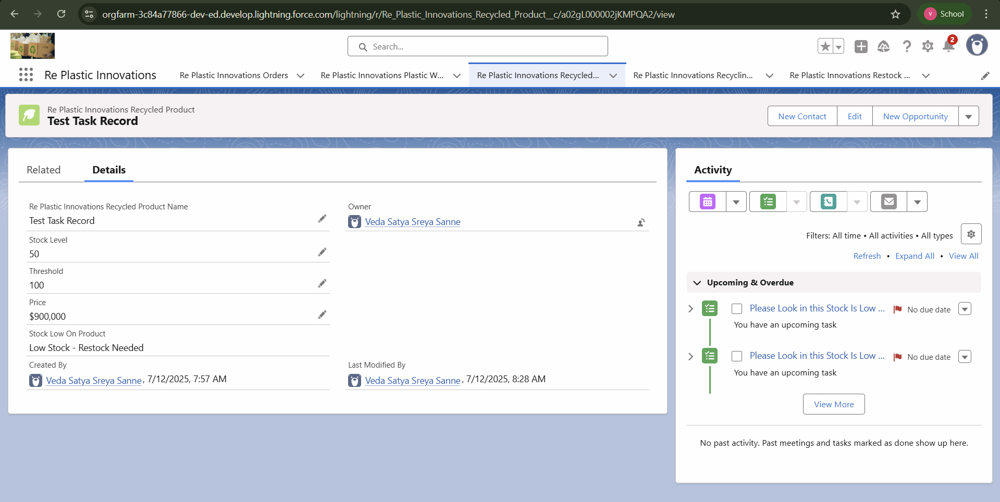 orgfarm-3c84a77866-dev-ed.develop.lightning.force.com/lightning/r/Re_Plastic_Innovations_Recycled_Product__c/a02gL000002jKMPQA2/view
V School
Search...
2
Re Plastic Innovations
Re Plastic Innovations Orders
Re Plastic Innovations Plastic W...
Re Plastic Innovations Recycled...
Re Plastic Innovations Recyclin...
Re Plastic Innovations Restock ...
Re Plastic Innovations Recycled Product
Test Task Record
New Contact
Edit
New Opportunity
Related
Details
Re Plastic Innovations Recycled Product Name
Test Task Record
Owner
Veda Satya Sreya Sanne
Stock Level
50
Threshold
100
Price
$900,000
Stock Low On Product
Low Stock - Restock Needed
Created By
Veda Satya Sreya Sanne, 7/12/2025, 7:57 AM
Last Modified By
Veda Satya Sreya Sanne, 7/12/2025, 8:28 AM
Activity
Filters: All time • All activities • All types
Refresh • Expand All • View All
Upcoming & Overdue
Please Look in this Stock Is Low ... No due date
You have an upcoming task
Please Look in this Stock Is Low ... No due date
You have an upcoming task
View More
No past activity. Past meetings and tasks marked as done show up here.